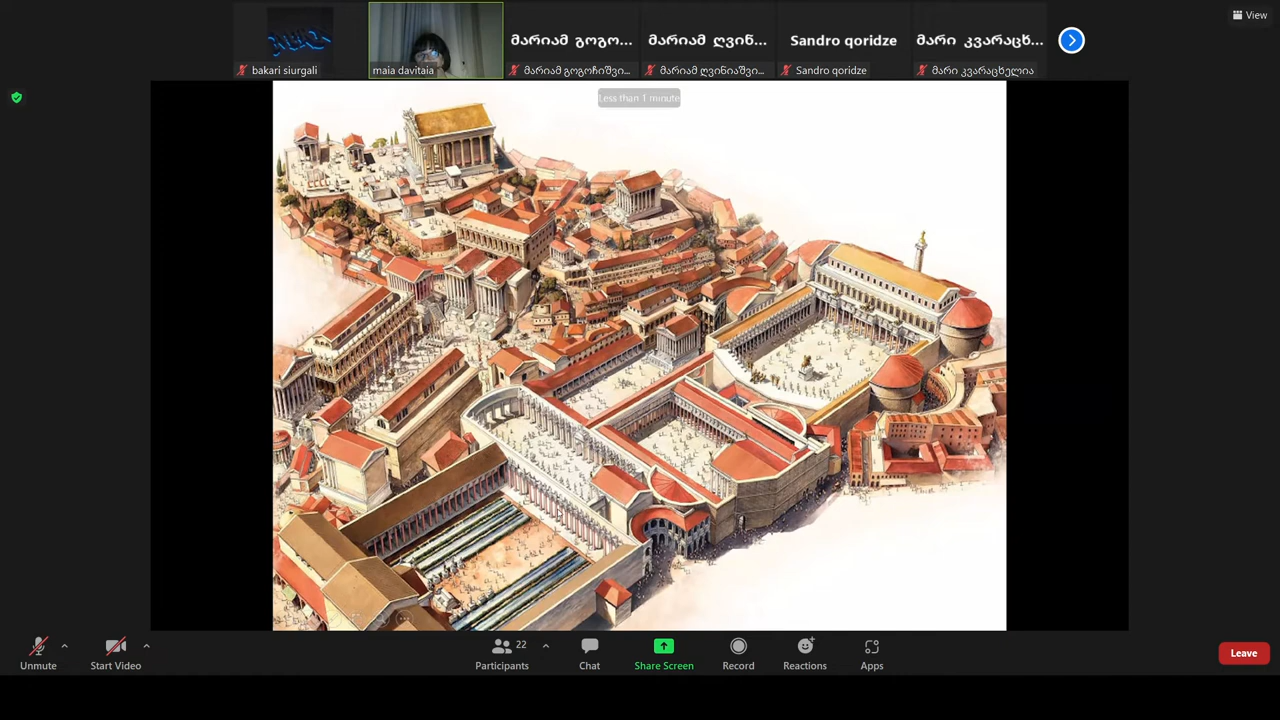 View
მარიამ გოგო...
მარიამ ღვინ...
Sandro qoridze
მარი კვარაცხ...
bakari siurgali
maia davitaia
მარიამ გოგოჩიშვი...
მარიამ ღვინიაშვი...
Sandro qoridze
მარი კვარაცხელია
Less than 1 minute
22
Unmute
Start Video
Participants
Chat
Share Screen
Record
Reactions
Apps
Leave